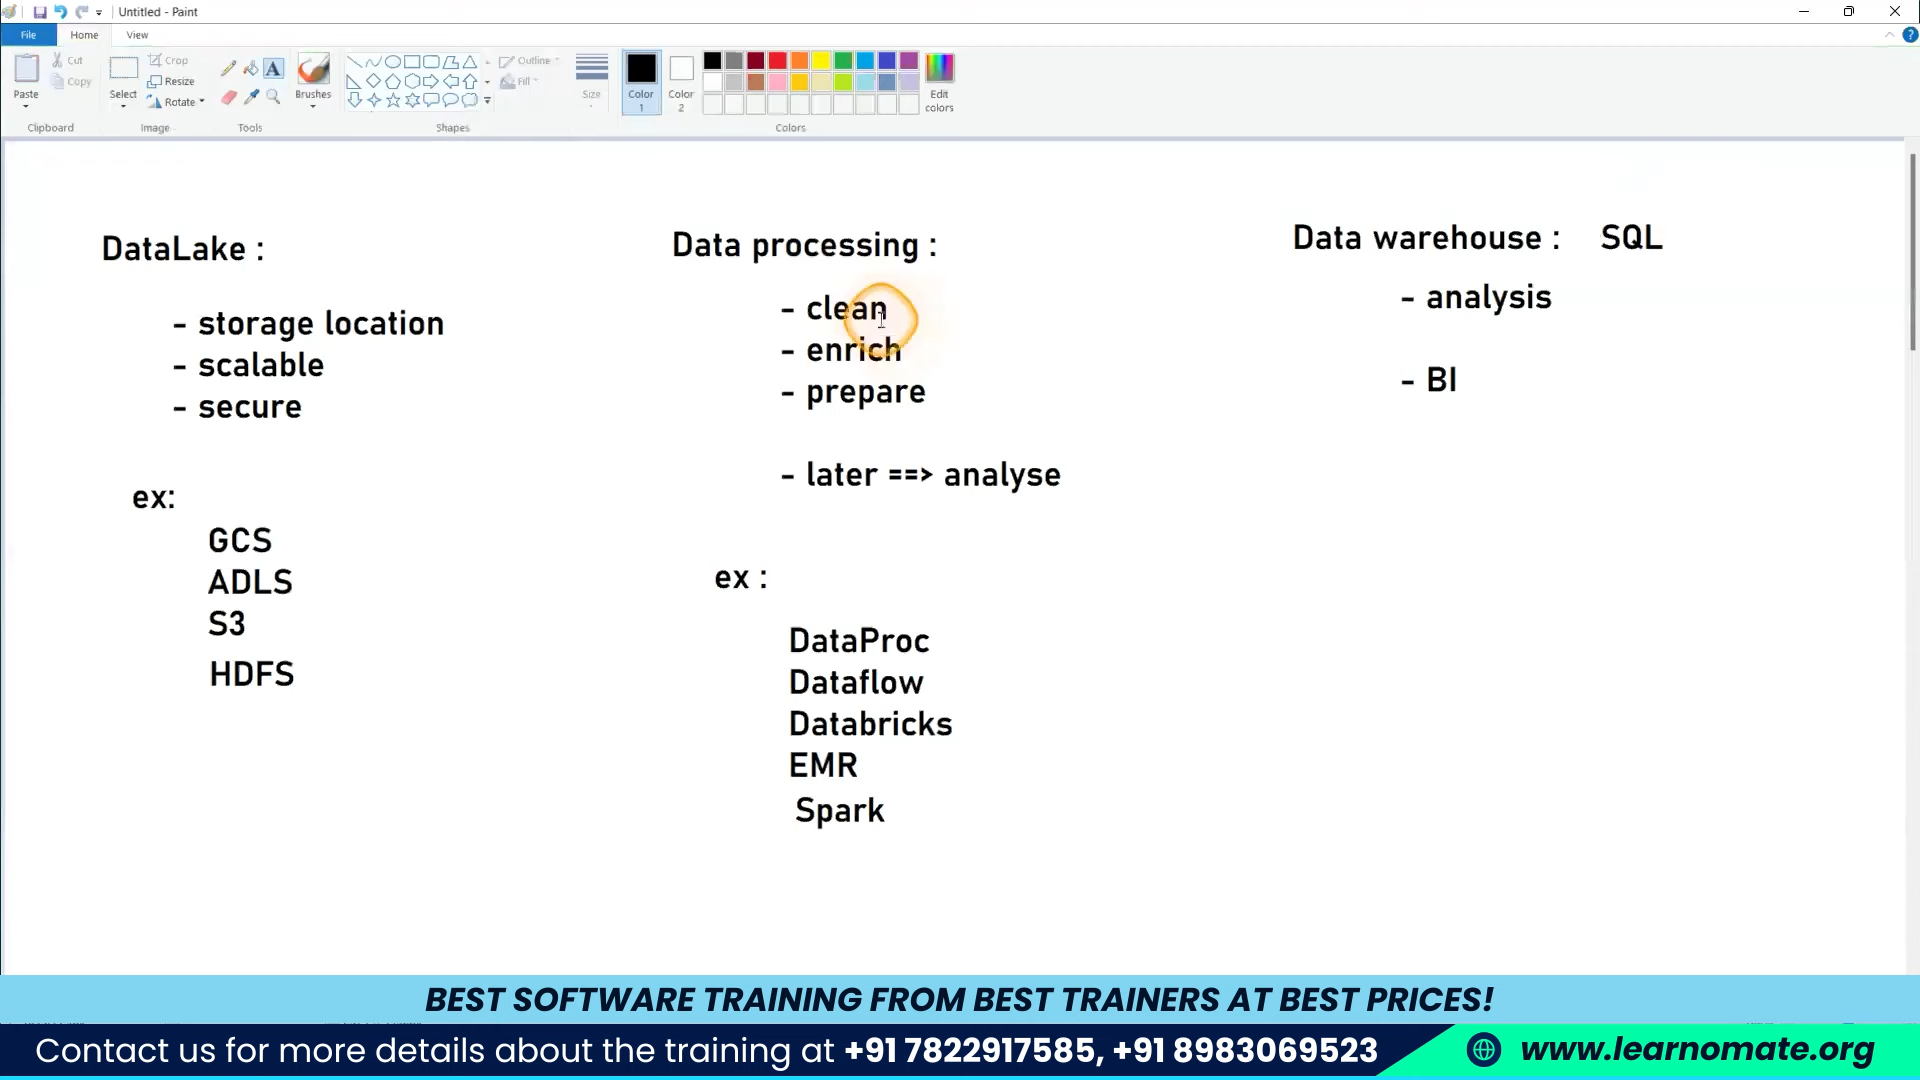 Untitled - Paint
File Home View
Paste
Cut
Copy
Clipboard
Select
Crop
Resize
Rotate
Image
Tools
Brushes
Shapes
Outline
Fill
Size
Color 1
Color 2
Edit colors
Colors
DataLake :
- storage location
- scalable
- secure
ex:
GCS
ADLS
S3
HDFS
Data processing :
- clean
- enrich
- prepare
- later ==> analyse
ex :
DataProc
Dataflow
Databricks
EMR
Spark
Data warehouse : SQL
- analysis
- BI
BEST SOFTWARE TRAINING FROM BEST TRAINERS AT BEST PRICES!
Contact us for more details about the training at +91 7822917585, +91 8983069523
www.learnomate.org